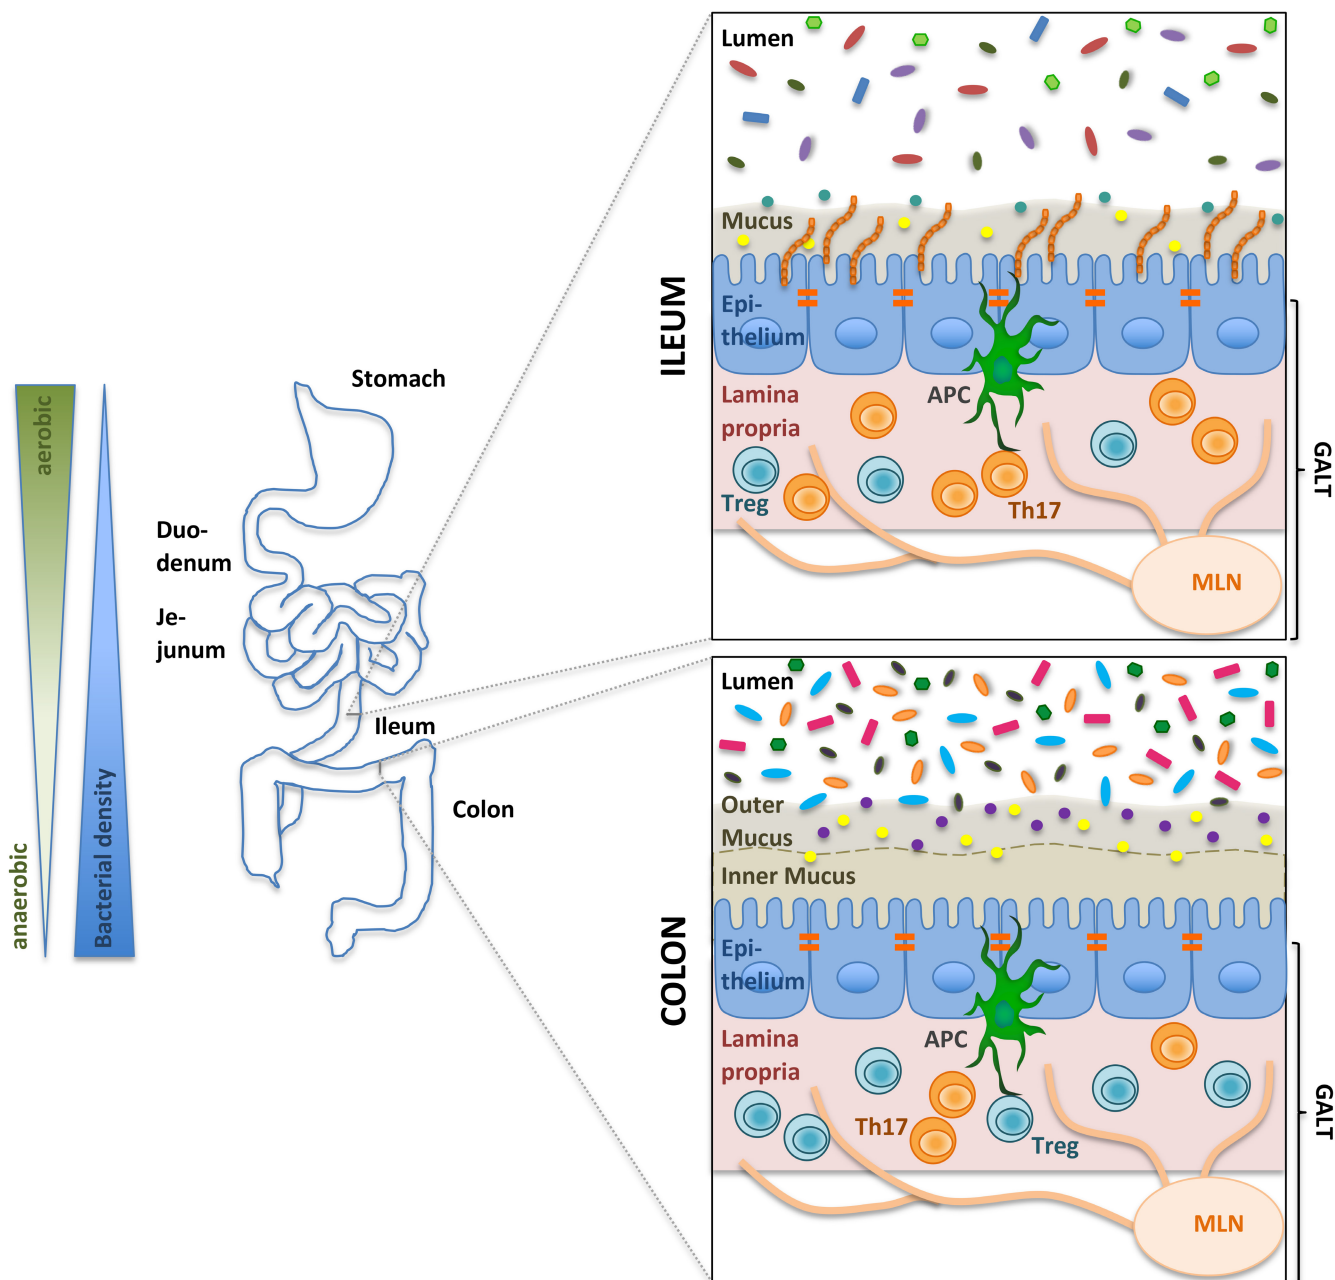 Stomach
Duo-
denum
Je-
junum
Ileum
Colon
aerobic
anaerobic
Bacterial density
ILEUM
Lumen
Mucus
Epi-
thelium
Lamina
propria
APC
Treg
Th17
MLN
GALT
COLON
Lumen
Outer
Mucus
Inner Mucus
Epi-
thelium
Lamina
propria
APC
Th17
Treg
MLN
GALT